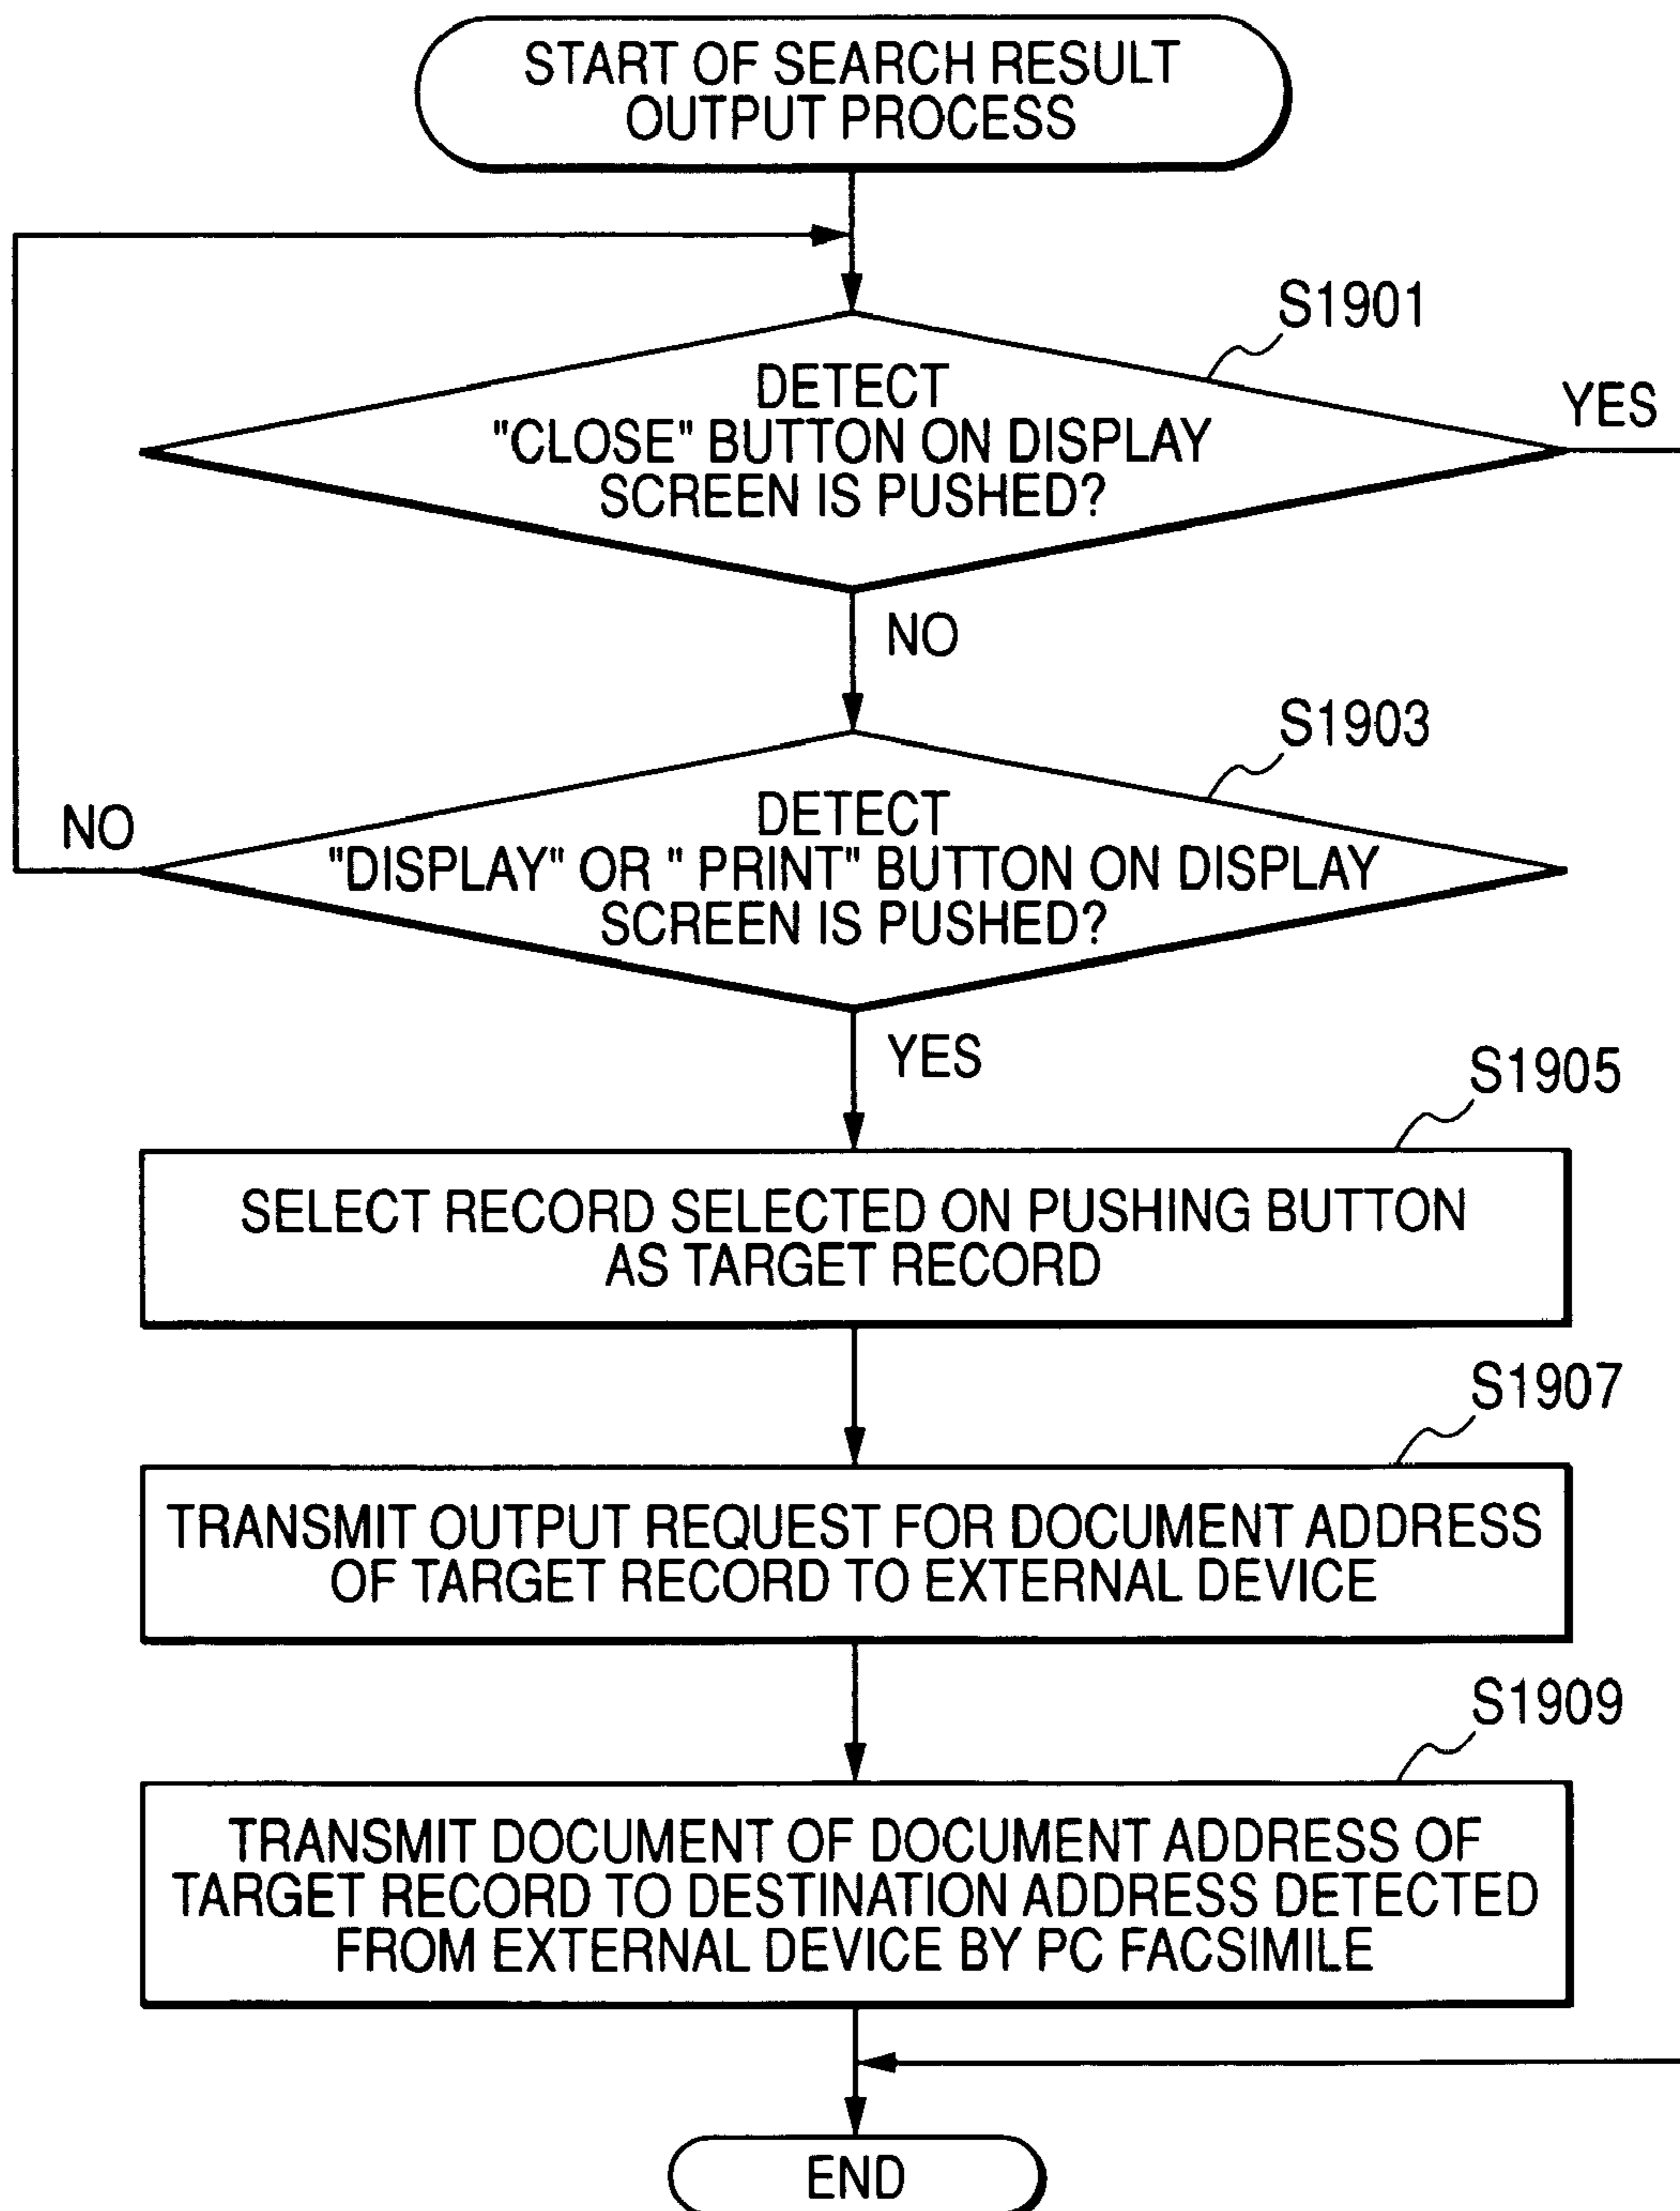 START OF SEARCH RESULT
OUTPUT PROCESS
S1901
DETECT
"CLOSE" BUTTON ON DISPLAY
SCREEN IS PUSHED?
YES
NO
S1903
DETECT
"DISPLAY" OR " PRINT" BUTTON ON DISPLAY
SCREEN IS PUSHED?
NO
YES
S1905
SELECT RECORD SELECTED ON PUSHING BUTTON
AS TARGET RECORD
S1907
TRANSMIT OUTPUT REQUEST FOR DOCUMENT ADDRESS
OF TARGET RECORD TO EXTERNAL DEVICE
S1909
TRANSMIT DOCUMENT OF DOCUMENT ADDRESS OF
TARGET RECORD TO DESTINATION ADDRESS DETECTED
FROM EXTERNAL DEVICE BY PC FACSIMILE
END